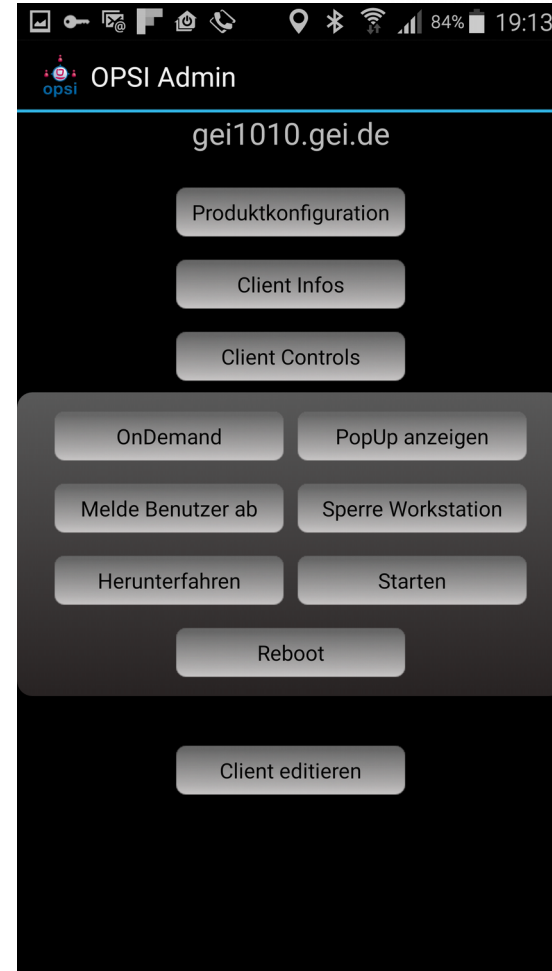 84% 19:13
opsi OPSI Admin
gei1010.gei.de
Produktkonfiguration
Client Infos
Client Controls
OnDemand PopUp anzeigen
Melde Benutzer ab Sperre Workstation
Herunterfahren Starten
Reboot
Client editieren